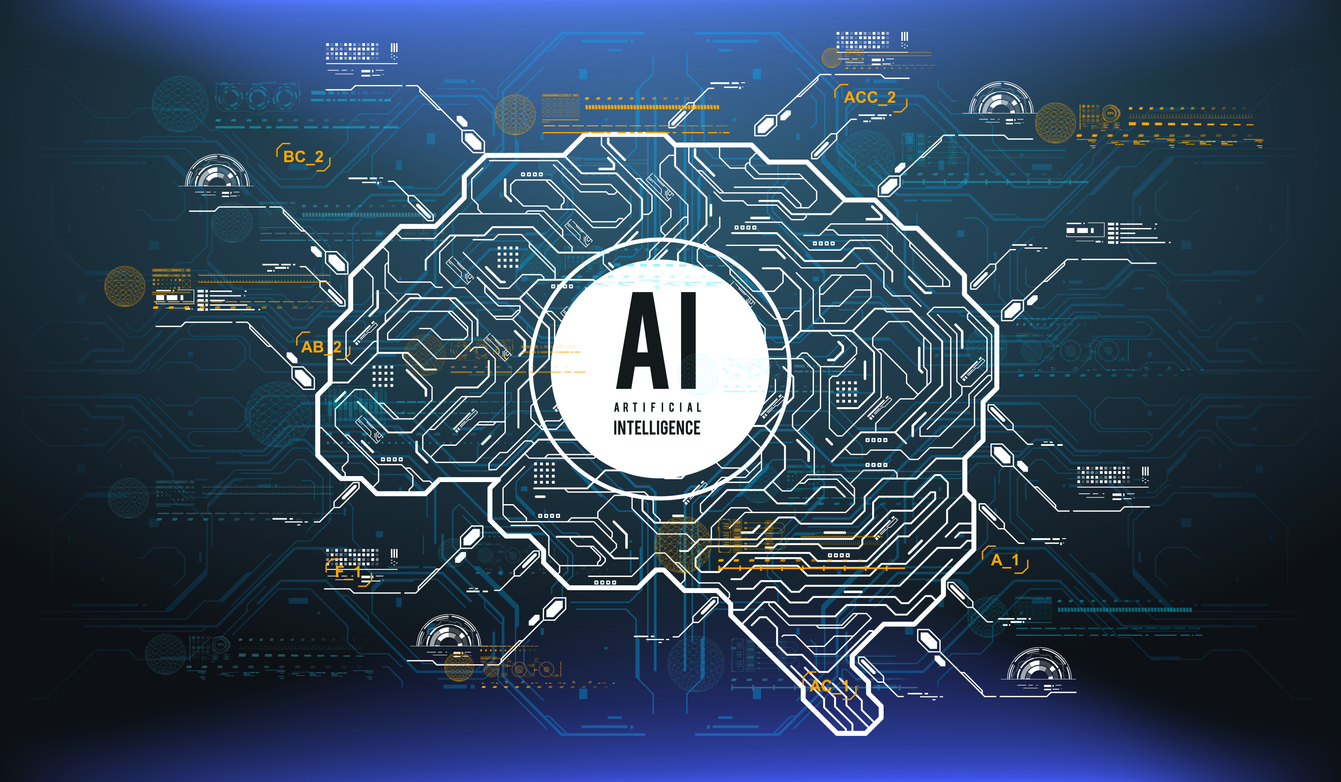 ACC_2
BC_2
AI
ARTIFICIAL
INTELLIGENCE
AB_2
A_1
F_1
AC_1